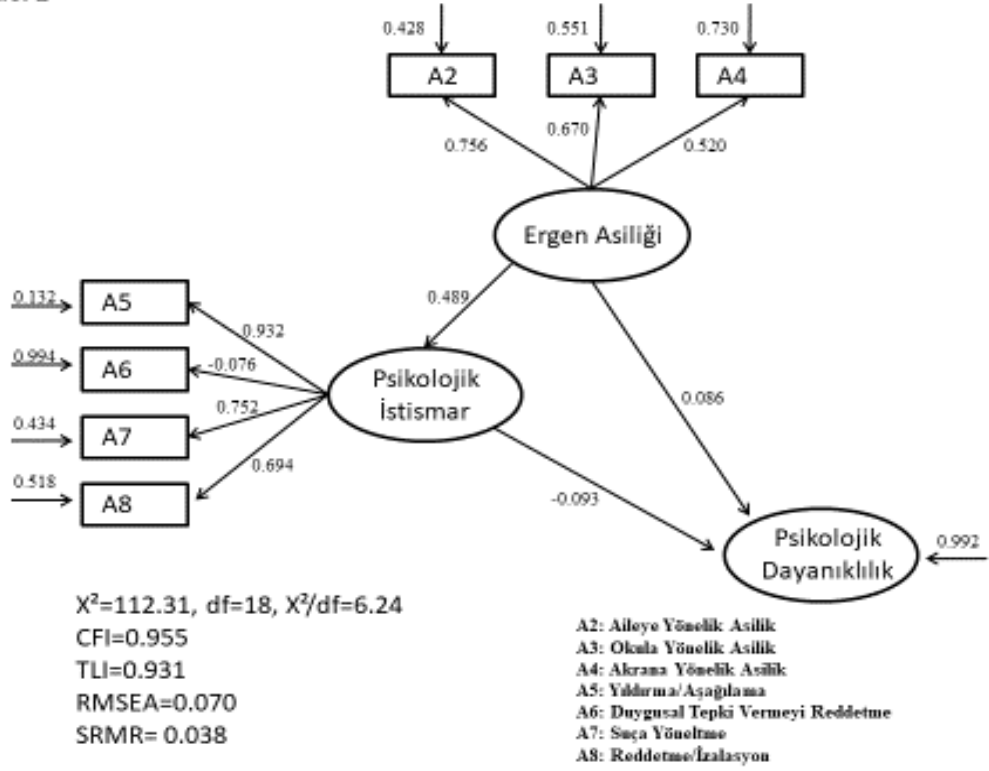 0.428 0.551 0.730
A2 A3 A4
0.756 0.670 0.520
Ergen Asiliği
0.489
0.132 A5 0.932
0.994 A6 -0.076
0.434 A7 0.752
0.518 A8 0.694
Psikolojik
İstismar
0.086
-0.093
Psikolojik
Dayanıklılık
0.992
X²=112.31, df=18, X²/df=6.24
CFI=0.955
TLI=0.931
RMSEA=0.070
SRMR= 0.038
A2: Aileye Yönelik Asilik
A3: Okula Yönelik Asilik
A4: Akrana Yönelik Asilik
A5: Yıldırma/Aşağılama
A6: Duygusal Tepki Vermeyi Reddetme
A7: Suça Yöneltme
A8: Reddetme/İzalasyon